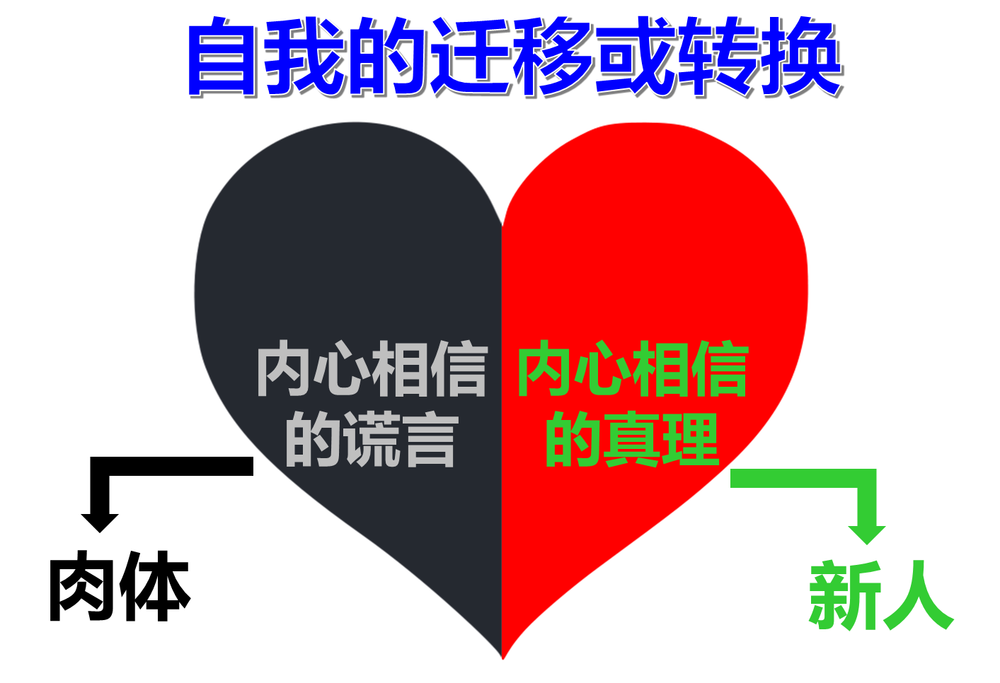 自我的迁移或转换
内心相信
的谎言
内心相信
的真理
肉体
新人